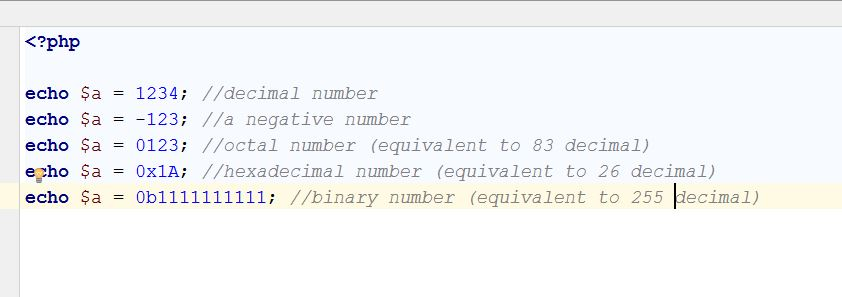 <?php
echo $a = 1234; //decimal number
echo $a = -123; //a negative number
echo $a = 0123; //octal number (equivalent to 83 decimal)
echo $a = 0x1A; //hexadecimal number (equivalent to 26 decimal)
echo $a = 0b1111111111; //binary number (equivalent to 255 decimal)